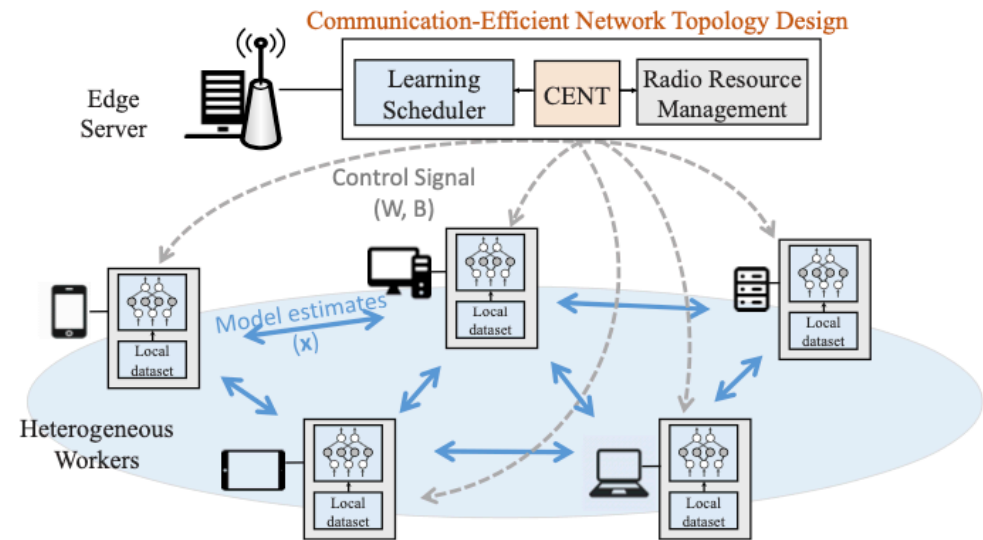 Communication-Efficient Network Topology Design
Edge
Server
Learning
Scheduler
CENT
Radio Resource
Management
Control Signal
(W, B)
Local
dataset
Model estimates
(x)
Local
dataset
Local
dataset
Heterogeneous
Workers
Local
dataset
Local
dataset